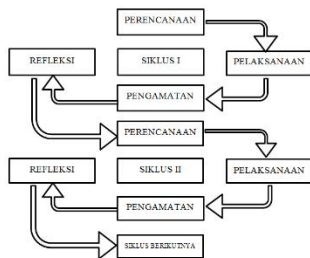 PERENCANAAN
REFLEKSI
SIKLUS I
PELAKSANAAN
PENGAMATAN
PERENCANAAN
REFLEKSI
SIKLUS II
PELAKSANAAN
PENGAMATAN
SIKLUS BERIKUTNYA